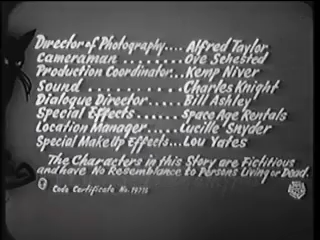 Director of Photography.... Alfred Taylor
Cameraman ........ Ove Sehested
Production Coordinator.. Kemp Niver
Sound ........... Charles Knight
Dialogue Director ..... Bill Ashley
Special Effects ..... Space Age Rentals
Location Manager ..... Lucille Snyder
Special MakeUp Effects... Lou Yates
The Characters in this Story are Fictitious
and have No Resemblance to Persons Living or Dead.
Code Certificate No. 19775